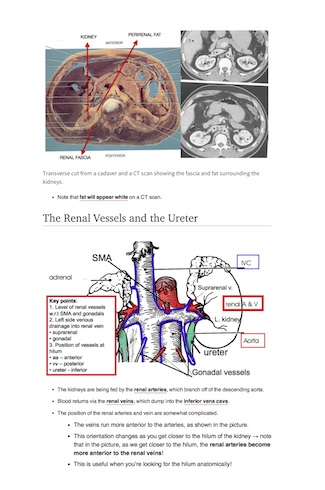 KIDNEY
PERIRENAL FAT
ANTERIOR
RENAL FASCIA
POSTERIOR
Transverse cut from a cadaver and a CT scan showing the fascia and fat surrounding the
kidneys.
Note that fat will appear white on a CT scan.
The Renal Vessels and the Ureter
SMA
IVC
adrenal
Suprarenal v.
renal A & V
L. kidney
Aorta
ureter
Gonadal vessels
Key points
1. Level of renal vessels
w.r.t SMA and gonadals
2. Left side venous
drainage into renal vein
• suprarenal
• gonadal
3. Position of vessels at
hilum
• aa – anterior
• vv – posterior
• ureter - inferior
• The kidneys are being fed by the renal arteries, which branch off of the descending aorta.
• Blood returns via the renal veins, which dump into the inferior vena cava.
• The position of the renal arteries and vein are somewhat complicated.
• The veins run more anterior to the arteries, as shown in the picture.
• This orientation changes as you get closer to the hilum of the kidney → note
that in the picture, as we get closer to the hilum, the renal arteries become
more anterior to the renal veins!
• This is useful when you're looking for the hilum anatomically!